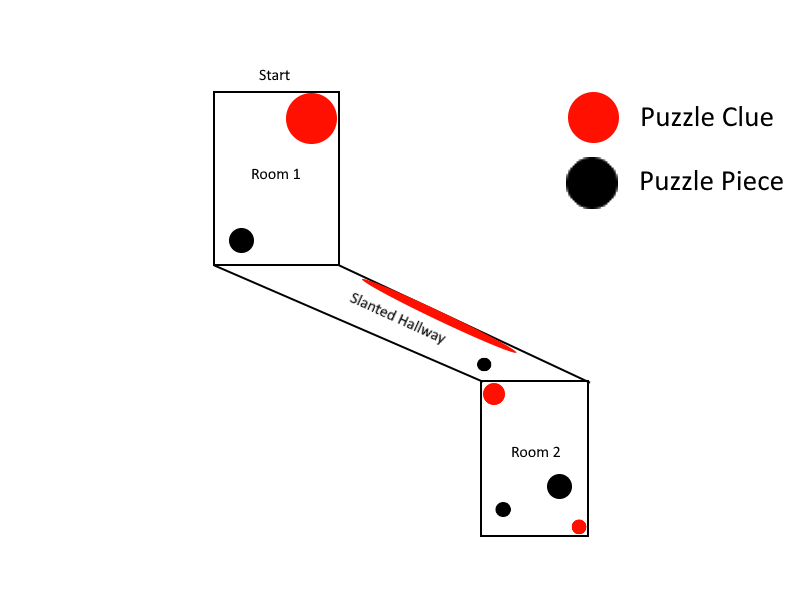 Start
Puzzle Clue
Room 1
Puzzle Piece
Slanted Hallway
Room 2